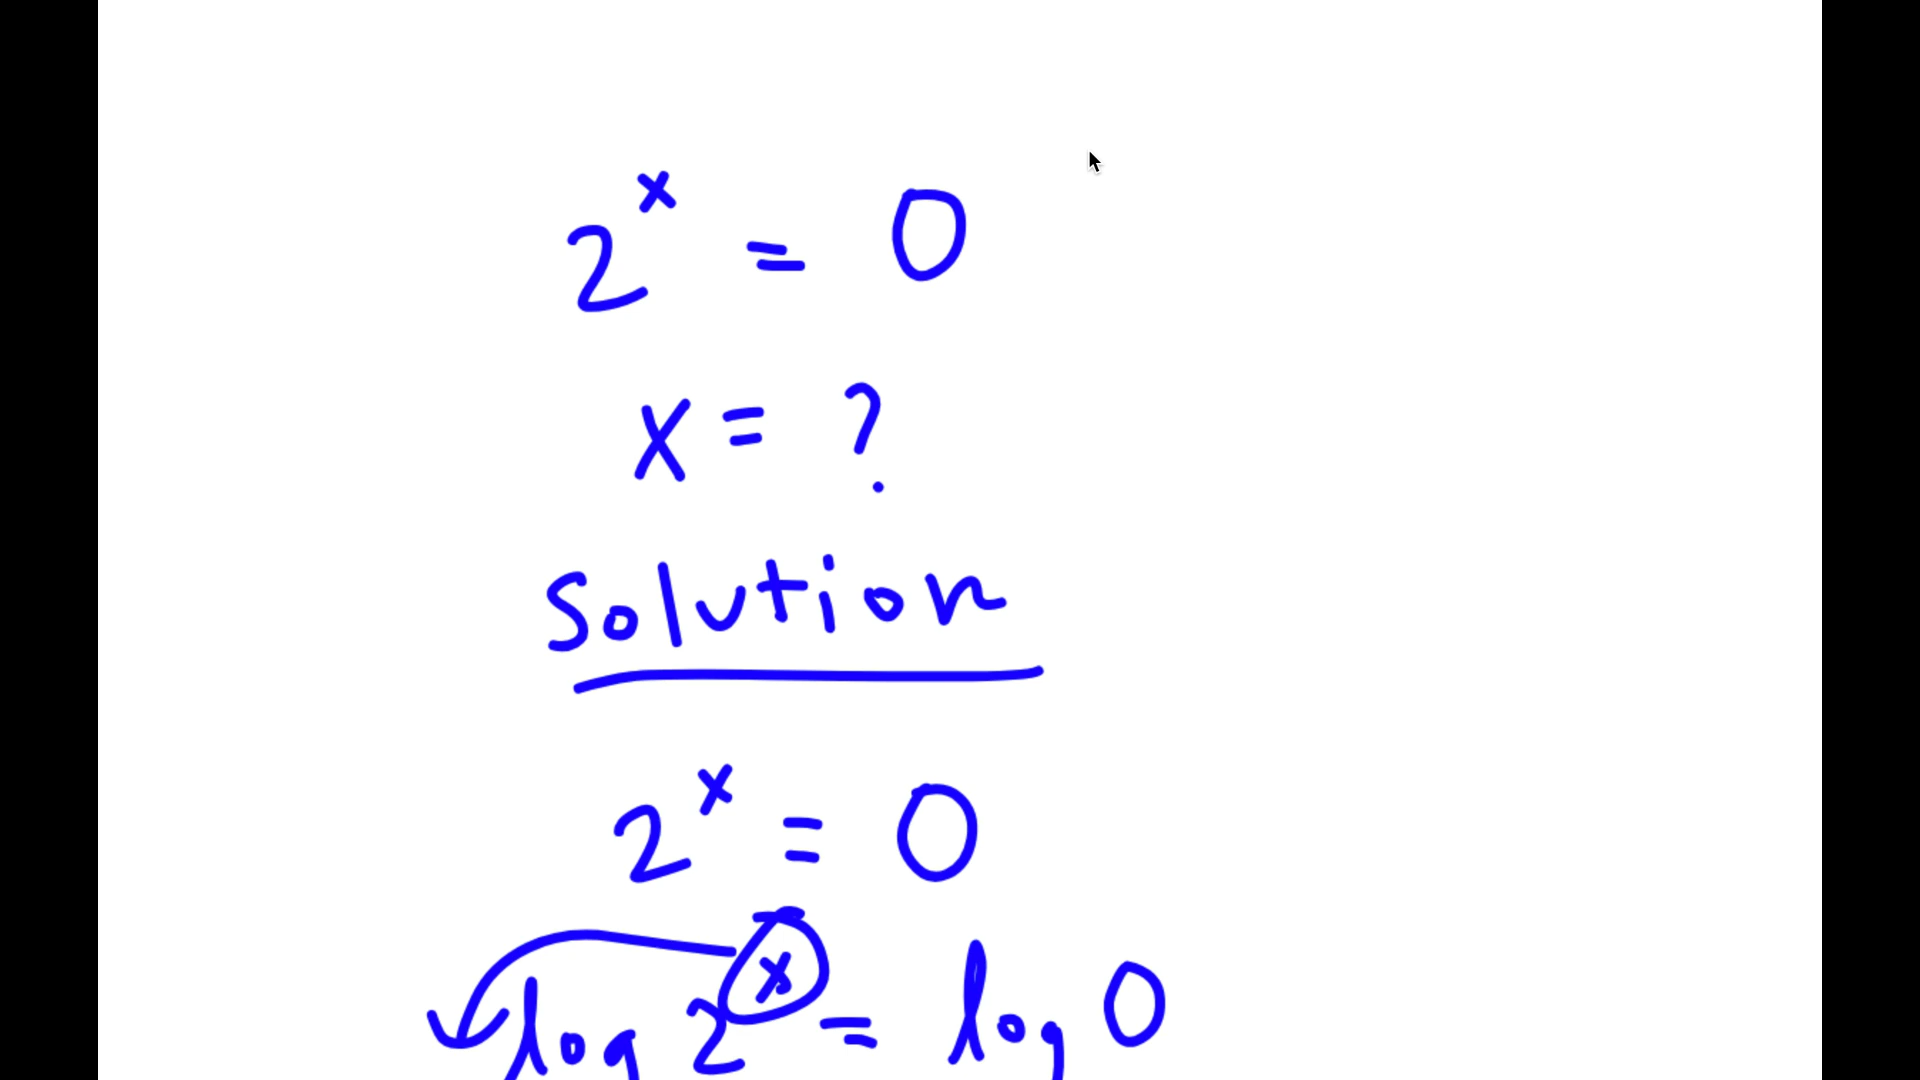 2^x = 0
x = ?
Solution
2^x = 0
log 2^x = log 0